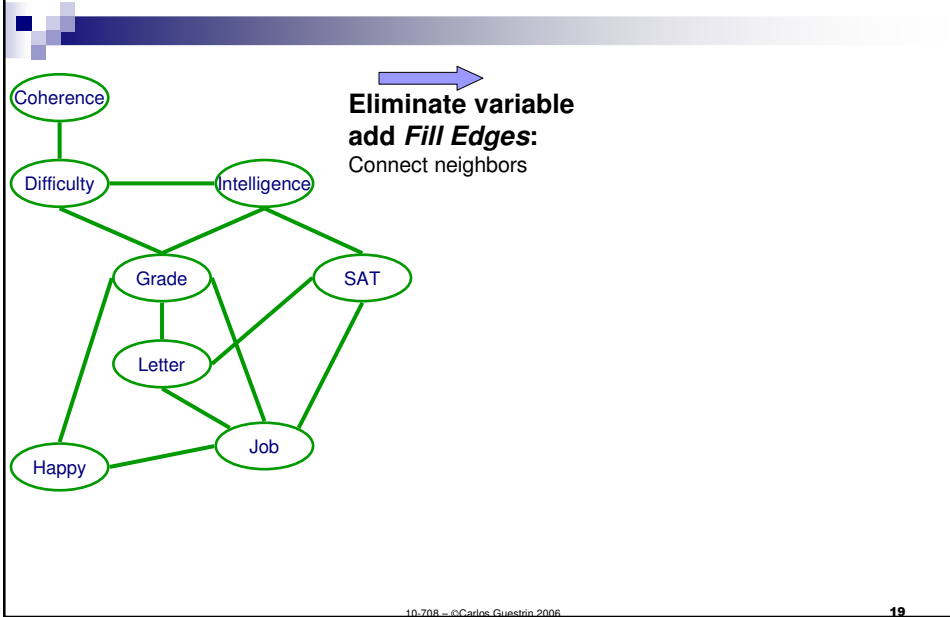 Coherence
Eliminate variable
add Fill Edges:
Connect neighbors
Difficulty
Intelligence
Grade
SAT
Letter
Job
Happy
10-708 – ©Carlos Guestrin 2006
19